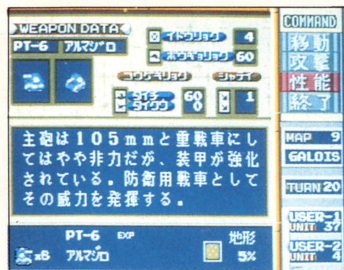 WEAPON DATA
PT-6 アルマジロ
イドウリョク 4
ボウギョリョク 60
コウゲキリョク シャテイ
タイチ 60 1
タイクウ 0
主砲は105mmと重戦車にし
てはやや非力だが、装甲が強化
されている。防衛用戦車として
その威力を発揮する。
PT-6 EXP
×8 アルマジロ
地形
5%
COMMAND
移動
攻撃
性能
終了
MAP 9
GALOIS
TURN 20
USER-1
UNIT 37
USER-2
UNIT 4